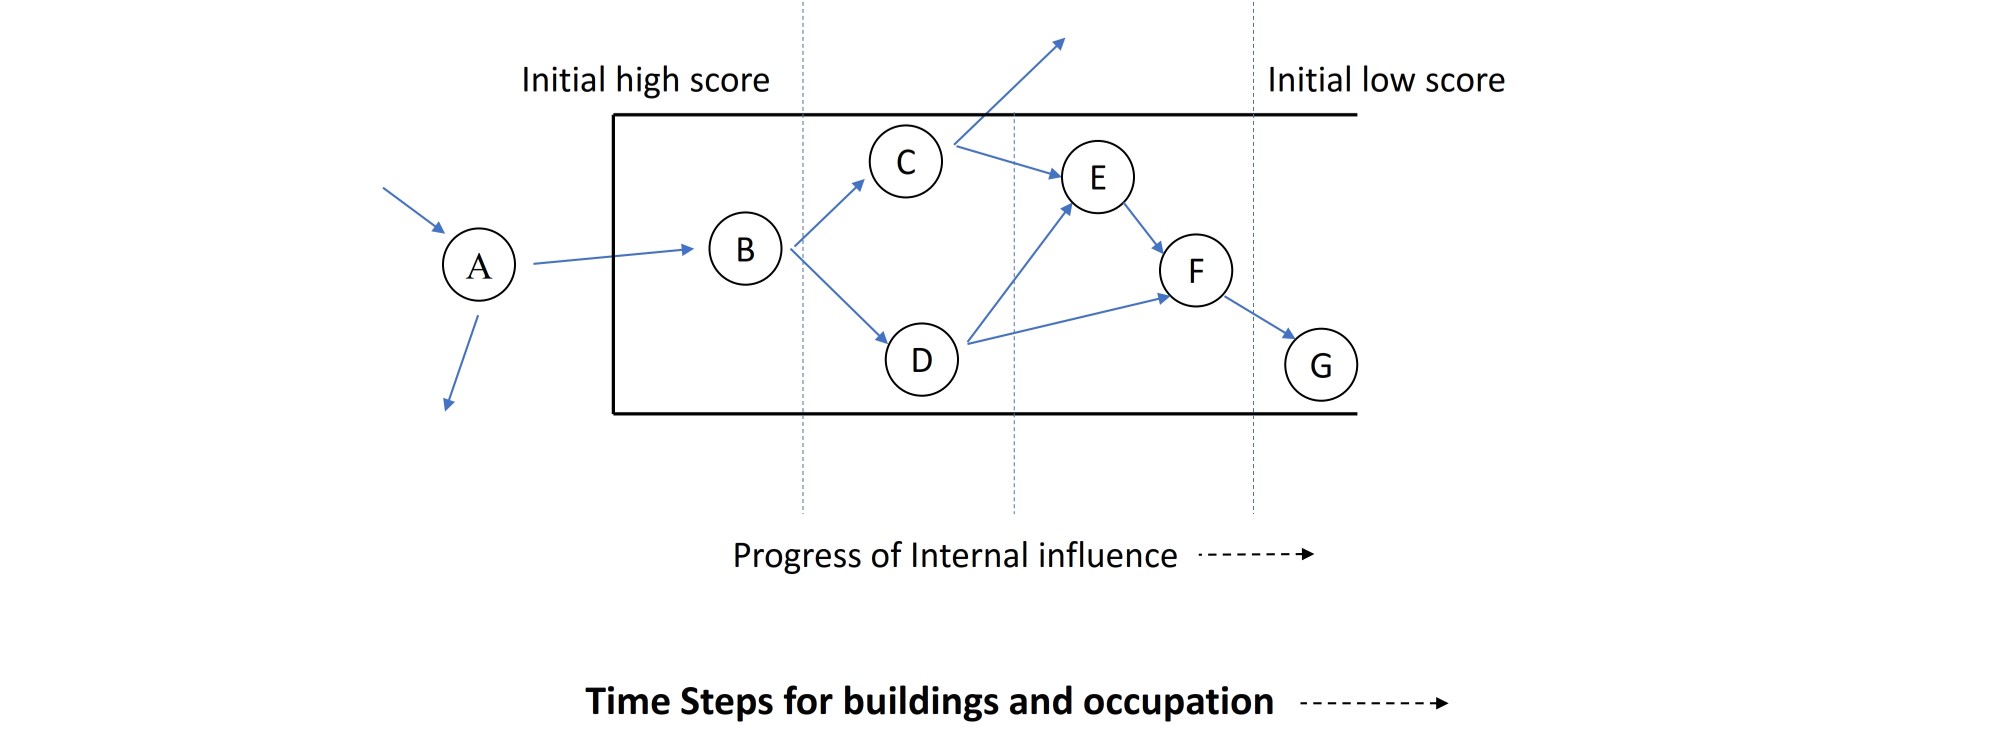 Initial high score
Initial low score
C
E
B
A
F
D
G
Progress of Internal influence
Time Steps for buildings and occupation